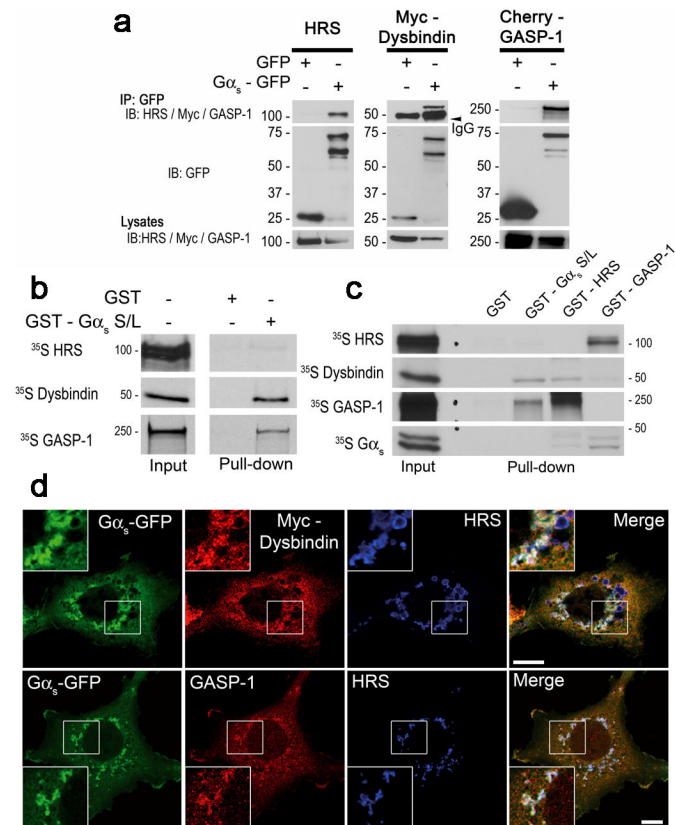 a
HRS
Myc -
Dysbindin
Cherry -
GASP-1
GFP + - + - + -
Gαs - GFP - + - + - +
IP: GFP
IB: HRS / Myc / GASP-1
100 -
50 -
IgG
250 -
IB: GFP
75 -
50 -
37 -
25 -
75 -
50 -
37 -
25 -
75 -
50 -
37 -
25 -
Lysates
IB:HRS / Myc / GASP-1
100 -
50 -
250 -
b
GST - + -
GST - Gαs S/L - - +
35S HRS
100 -
35S Dysbindin
50 -
35S GASP-1
250 -
Input
Pull-down
c
GST
GST - Gαs S/L
GST - HRS
GST - GASP-1
35S HRS
- 100
35S Dysbindin
- 50
35S GASP-1
- 250
35S Gαs
- 50
Input
Pull-down
d
Gαs-GFP
Myc -
Dysbindin
HRS
Merge
Gαs-GFP
GASP-1
HRS
Merge